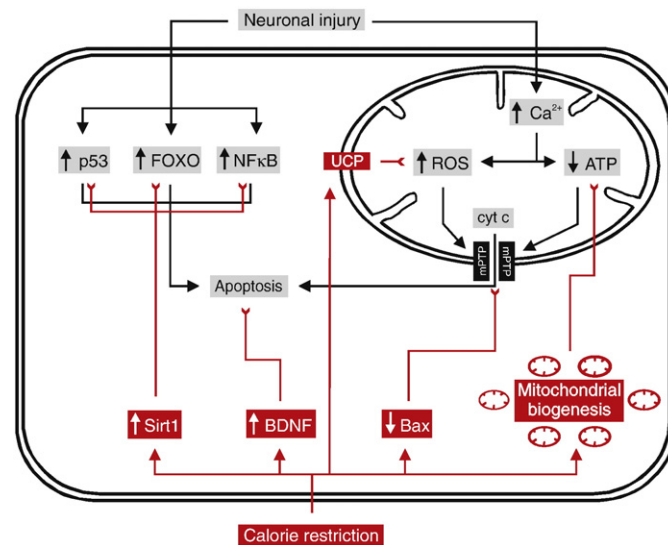 Neuronal injury
↑ Ca²⁺
↑ p53
↑ FOXO
↑ NFκB
UCP
↑ ROS
↓ ATP
cyt c
mPTP
mPTP
Apoptosis
↑ Sirt1
↑ BDNF
↓ Bax
Mitochondrial
biogenesis
Calorie restriction